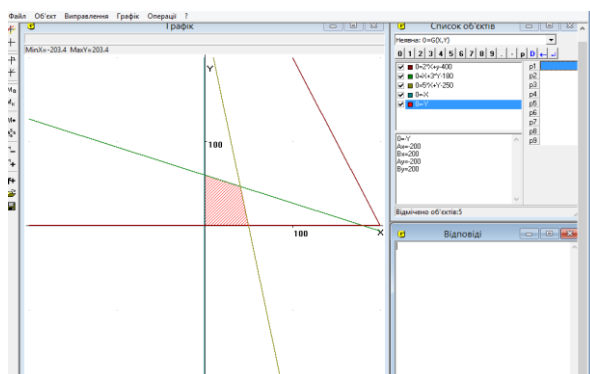 Файл Об'єкт Виправлення Графік Операції ?
Графік
MinX=-203.4 MaxY=203.4
Y
100
100
X
Список об'єктів
Неявна: 0=G(X,Y)
0 1 2 3 4 5 6 7 8 9 . - p D ← ↵
0=2*X+y-400
0=X+3*Y-180
0=5*X+Y-250
0=-X
0=-Y
p1
p2
p3
p4
p5
p6
p7
p8
p9
0=-Y
Ax=-200
Bx=200
Ay=-200
By=200
Відмічено об'єктів:5
Відповіді